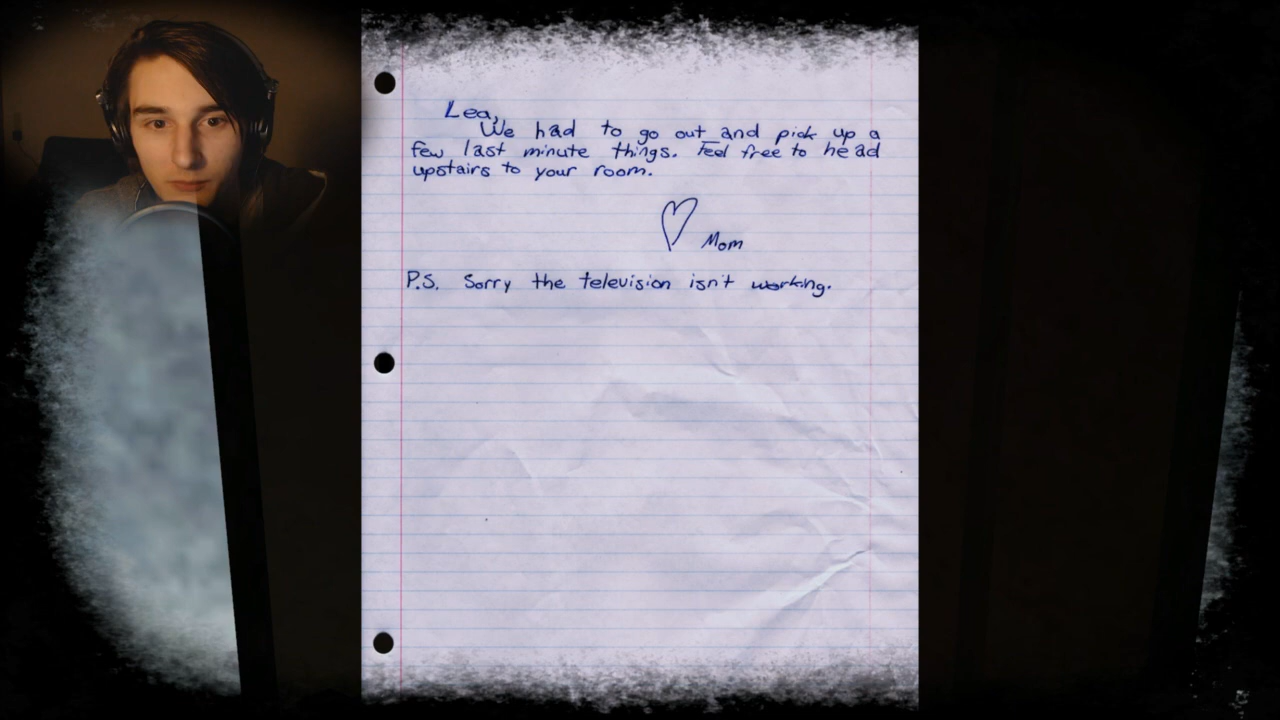 Lea,
We had to go out and pick up a
few last minute things. Feel free to head
upstairs to your room.
Mom
P.S. Sorry the television isn't working.